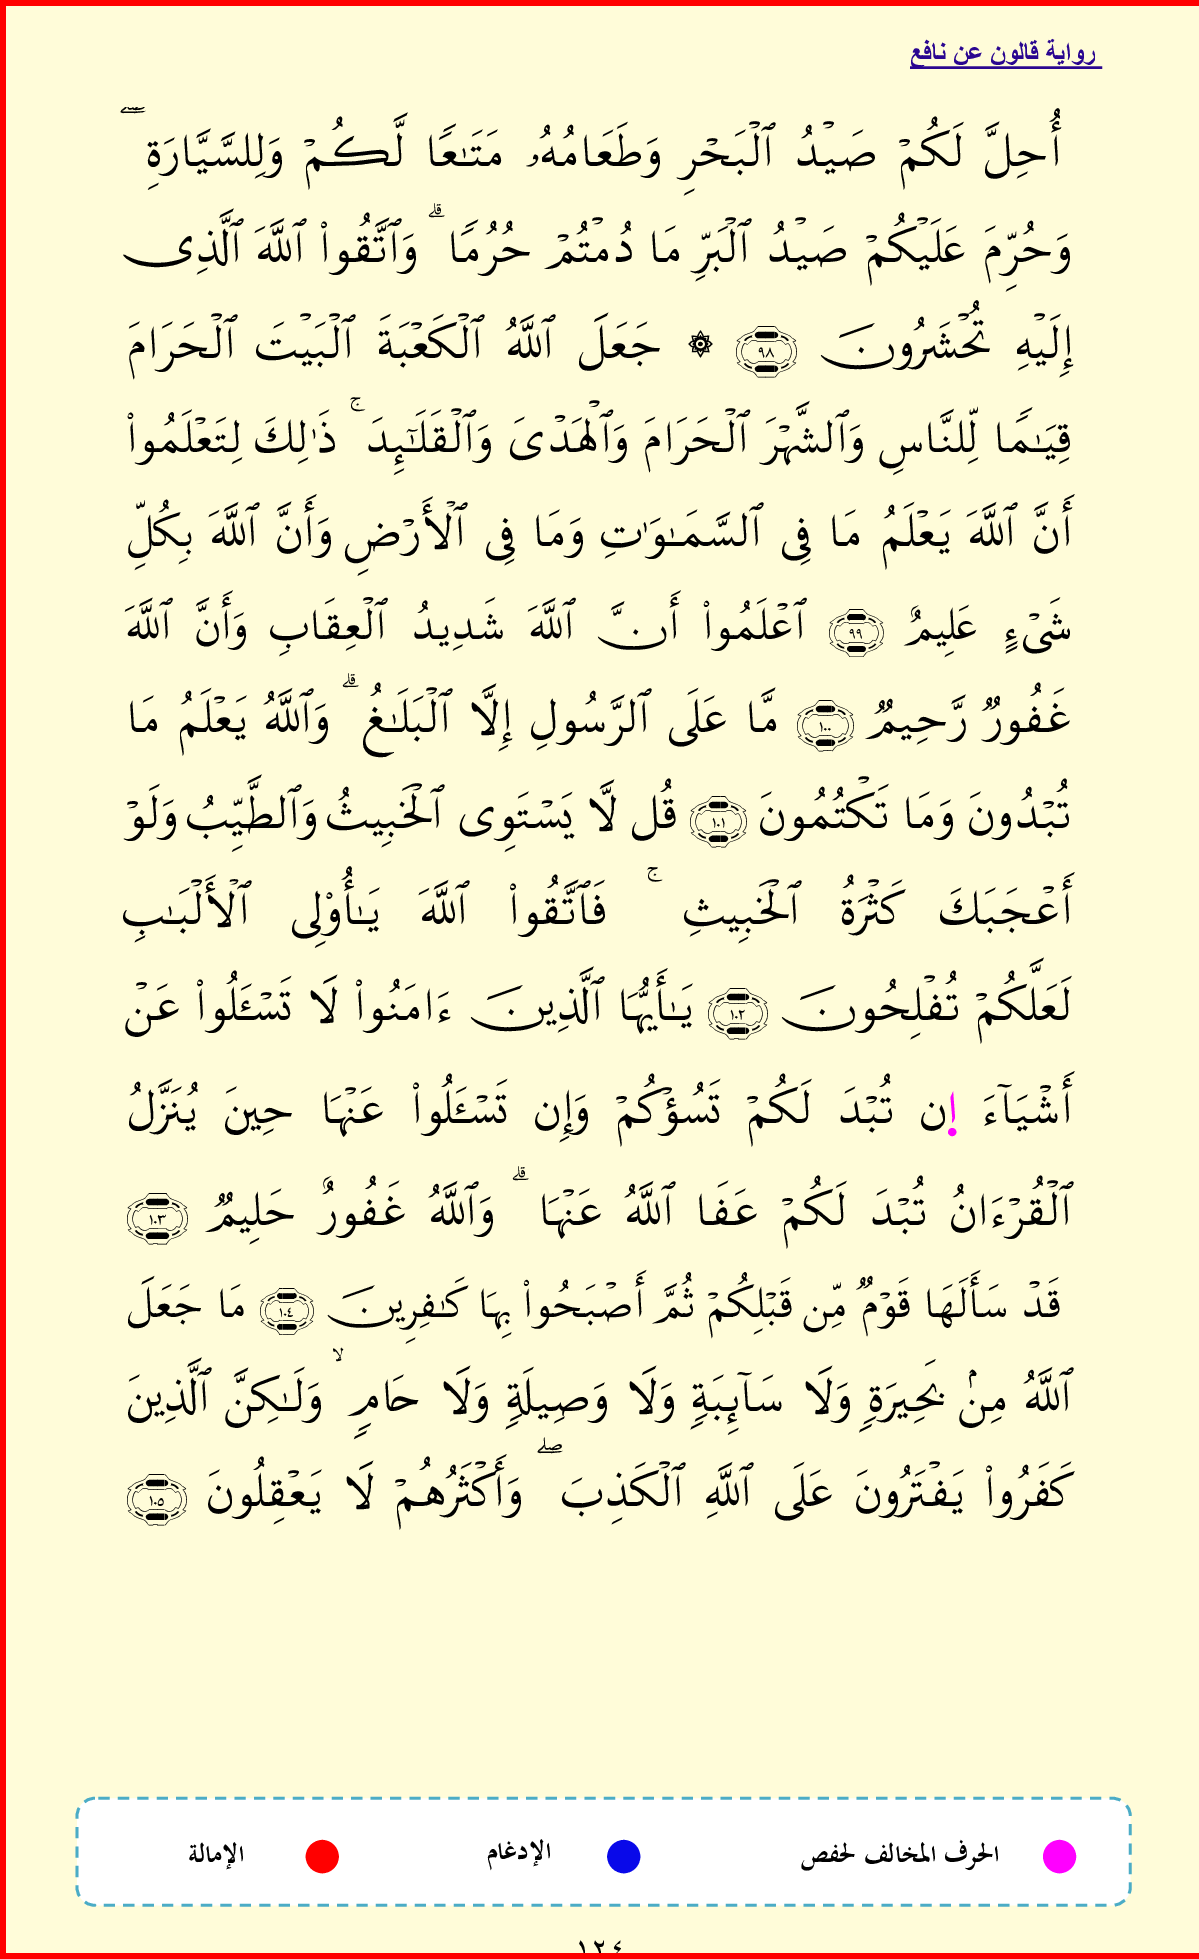 رواية قالون عن نافع
أُحِلَّ لَكُمۡ صَيۡدُ ٱلۡبَحۡرِ وَطَعَامُهُۥ مَتَٰعٗا لَّكُمۡ وَلِلسَّيَّارَةِۖ
وَحُرِّمَ عَلَيۡكُمۡ صَيۡدُ ٱلۡبَرِّ مَا دُمۡتُمۡ حُرُمٗاۗ وَٱتَّقُواْ ٱللَّهَ ٱلَّذِى
إِلَيۡهِ تُحۡشَرُونَ ٩٨ ۞ جَعَلَ ٱللَّهُ ٱلۡكَعۡبَةَ ٱلۡبَيۡتَ ٱلۡحَرَامَ
قِيَٰمٗا لِّلنَّاسِ وَٱلشَّهۡرَ ٱلۡحَرَامَ وَٱلۡهَدۡىَ وَٱلۡقَلَٰٓئِدَۚ ذَٰلِكَ لِتَعۡلَمُواْ
أَنَّ ٱللَّهَ يَعۡلَمُ مَا فِى ٱلسَّمَٰوَٰتِ وَمَا فِى ٱلۡأَرۡضِ وَأَنَّ ٱللَّهَ بِكُلِّ
شَىۡءٍ عَلِيمٌ ٩٩ ٱعۡلَمُواْ أَنَّ ٱللَّهَ شَدِيدُ ٱلۡعِقَابِ وَأَنَّ ٱللَّهَ
غَفُورٞ رَّحِيمٞ ١٠٠ مَّا عَلَى ٱلرَّسُولِ إِلَّا ٱلۡبَلَٰغُۗ وَٱللَّهُ يَعۡلَمُ مَا
تُبۡدُونَ وَمَا تَكۡتُمُونَ ١٠١ قُل لَّا يَسۡتَوِى ٱلۡخَبِيثُ وَٱلطَّيِّبُ وَلَوۡ
أَعۡجَبَكَ كَثۡرَةُ ٱلۡخَبِيثِۚ فَٱتَّقُواْ ٱللَّهَ يَٰٓأُوْلِى ٱلۡأَلۡبَٰبِ
لَعَلَّكُمۡ تُفۡلِحُونَ ١٠٢ يَٰٓأَيُّهَا ٱلَّذِينَ ءَامَنُواْ لَا تَسۡـَٔلُواْ عَنۡ
أَشۡيَآءَ اِن تُبۡدَ لَكُمۡ تَسُؤۡكُمۡ وَإِن تَسۡـَٔلُواْ عَنۡهَا حِينَ يُنَزَّلُ
ٱلۡقُرۡءَانُ تُبۡدَ لَكُمۡ عَفَا ٱللَّهُ عَنۡهَاۗ وَٱللَّهُ غَفُورٌ حَلِيمٞ ١٠٣
قَدۡ سَأَلَهَا قَوۡمٞ مِّن قَبۡلِكُمۡ ثُمَّ أَصۡبَحُواْ بِهَا كَٰفِرِينَ ١٠٤ مَا جَعَلَ
ٱللَّهُ مِنۢ بَحِيرَةٖ وَلَا سَآئِبَةٖ وَلَا وَصِيلَةٖ وَلَا حَامٖۙ وَلَٰكِنَّ ٱلَّذِينَ
كَفَرُواْ يَفۡتَرُونَ عَلَى ٱللَّهِ ٱلۡكَذِبَۖ وَأَكۡثَرُهُمۡ لَا يَعۡقِلُونَ ١٠٥
الحرف المخالف لحفص الإدغام الإمالة
١٢٤